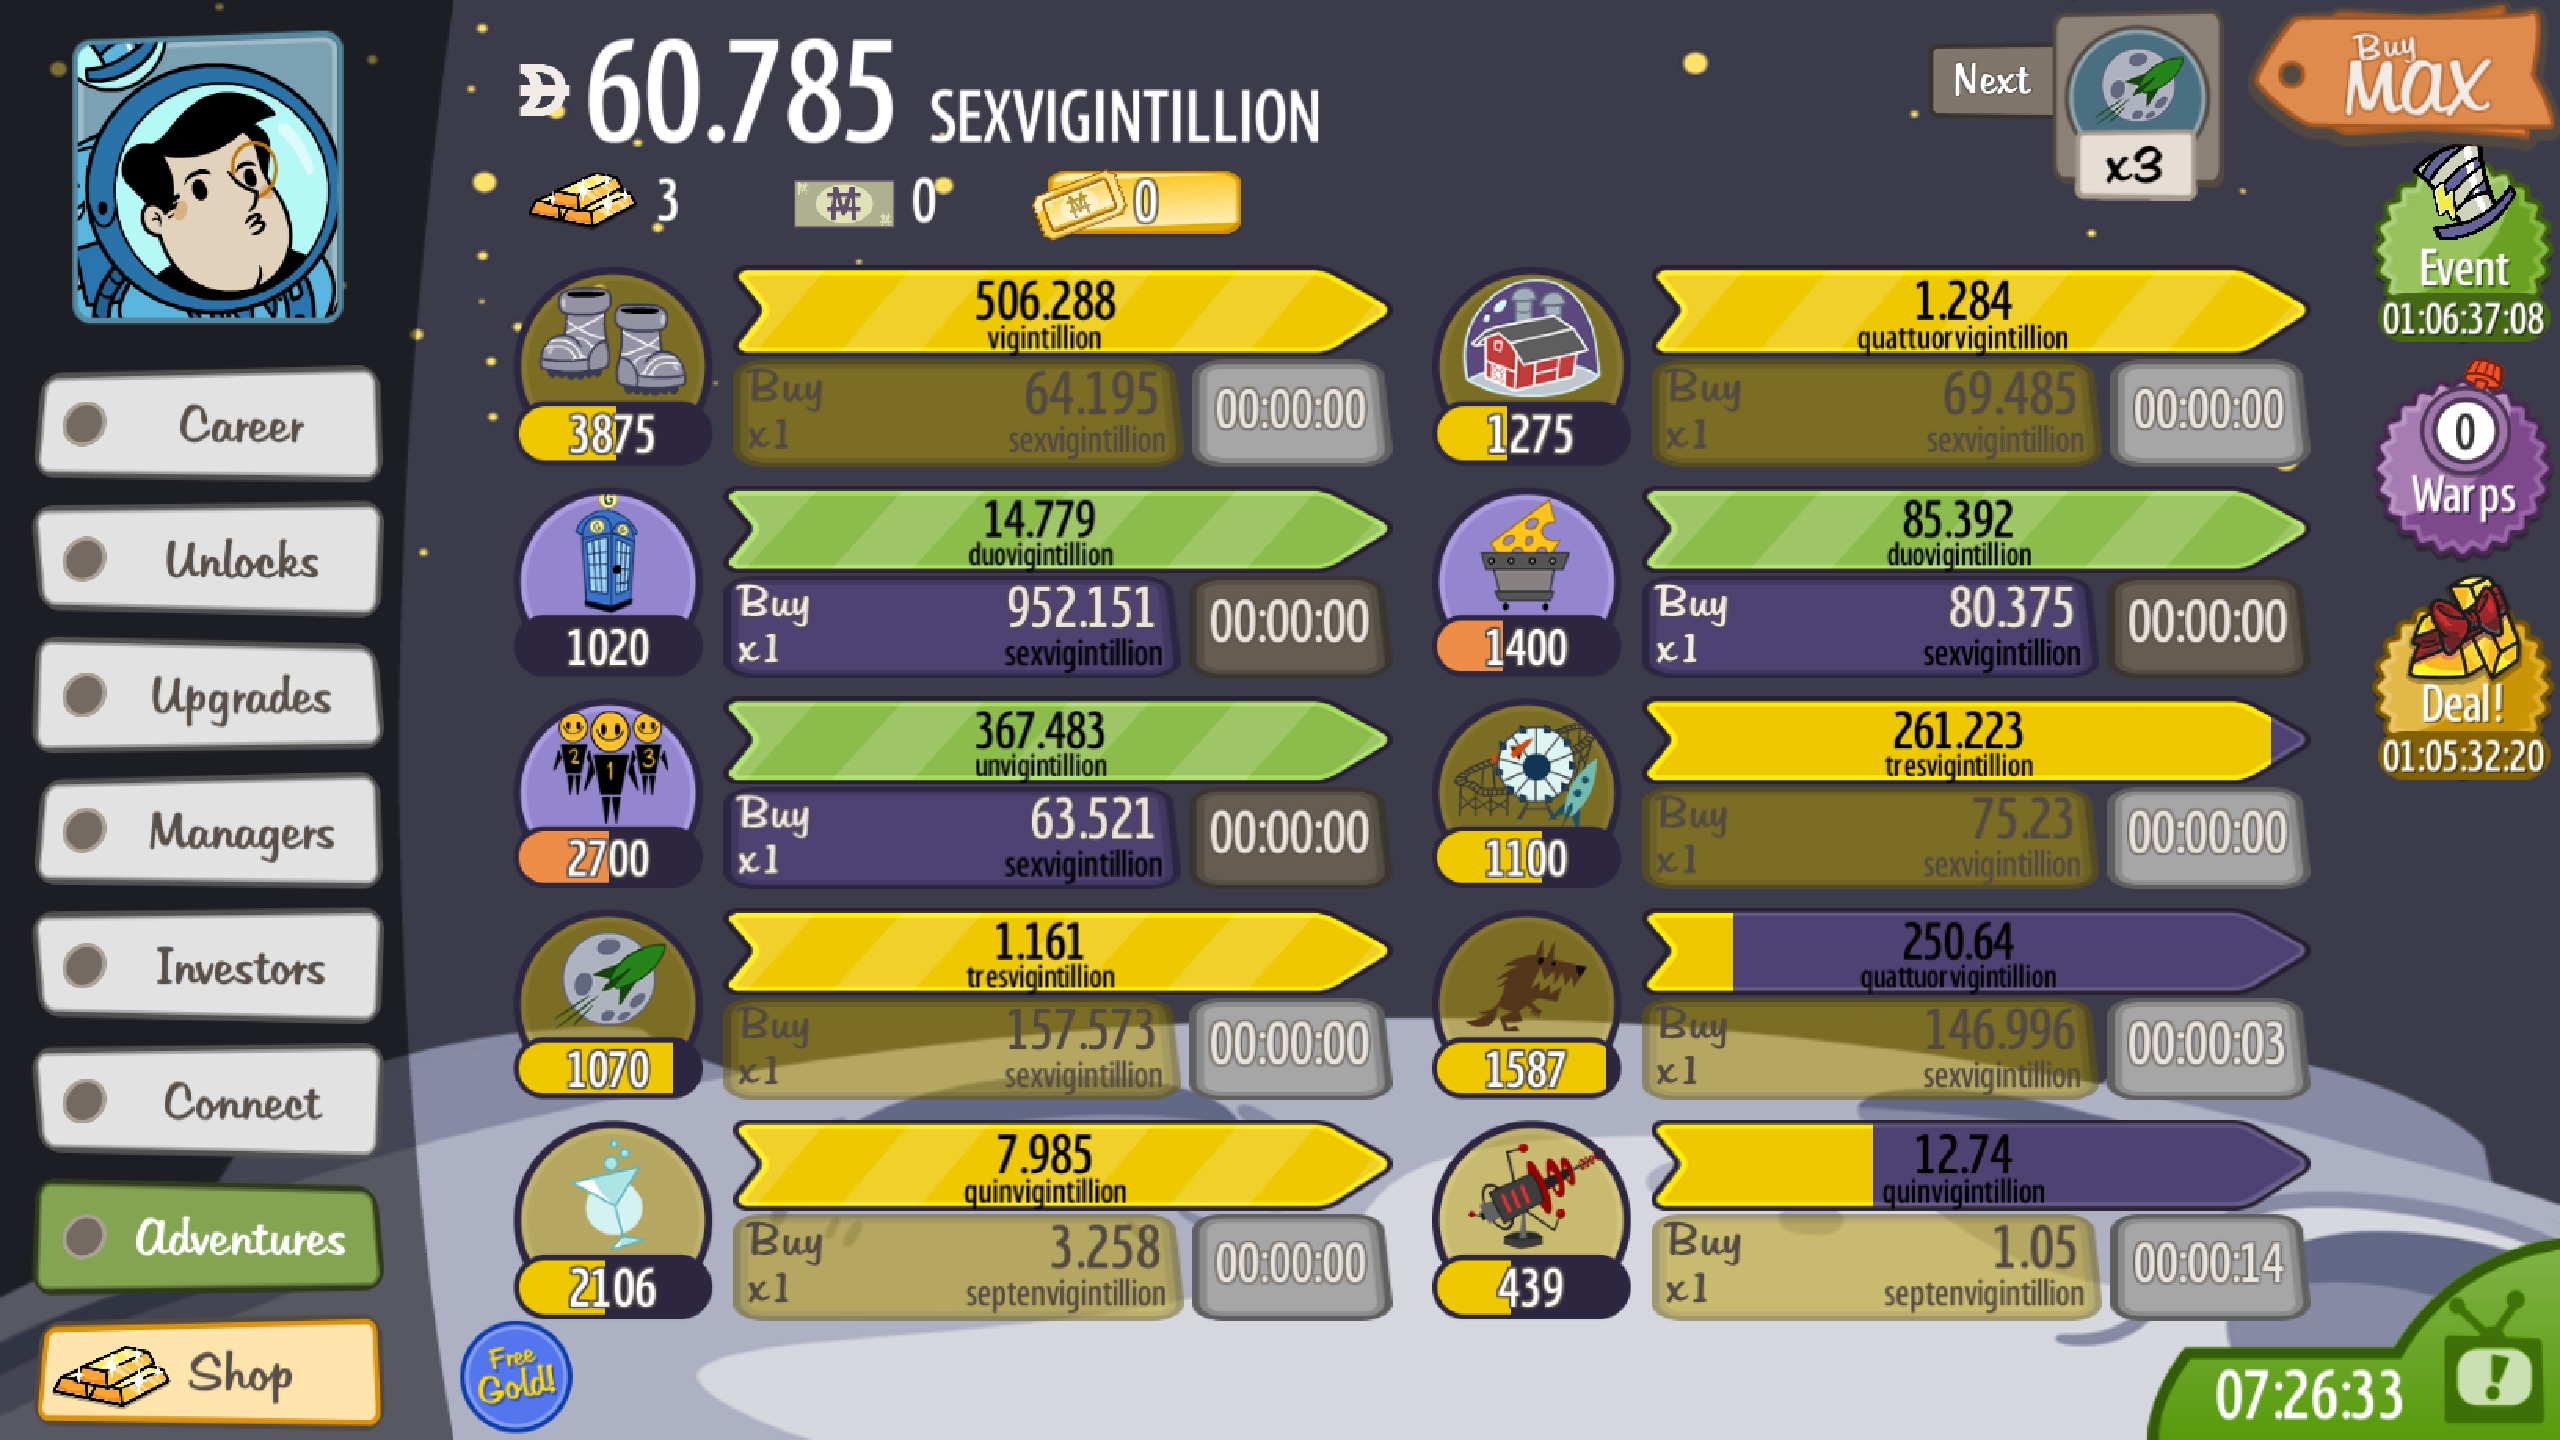 60.785 SEXVIGINTILLION
3
0
0
Next
x3
Buy
MAX
Event
01:06:37:08
0
Warps
Deal!
01:05:32:20
Career
Unlocks
Upgrades
Managers
Investors
Connect
Adventures
Shop
506.288
vigintillion
3875
Buy
x1
64.195
sexvigintillion
00:00:00
1.284
quattuorvigintillion
1275
Buy
x1
69.485
sexvigintillion
00:00:00
G
14.779
duovigintillion
1020
Buy
x1
952.151
sexvigintillion
00:00:00
85.392
duovigintillion
1400
Buy
x1
80.375
sexvigintillion
00:00:00
2 1 3
367.483
unvigintillion
2700
Buy
x1
63.521
sexvigintillion
00:00:00
261.223
tresvigintillion
1100
Buy
x1
75.23
sexvigintillion
00:00:00
1.161
tresvigintillion
1070
Buy
x1
157.573
sexvigintillion
00:00:00
250.64
quattuorvigintillion
1587
Buy
x1
146.996
sexvigintillion
00:00:03
7.985
quinvigintillion
2106
Buy
x1
3.258
septenvigintillion
00:00:00
12.74
quinvigintillion
439
Buy
x1
1.05
septenvigintillion
00:00:14
Free
Gold!
07:26:33
!